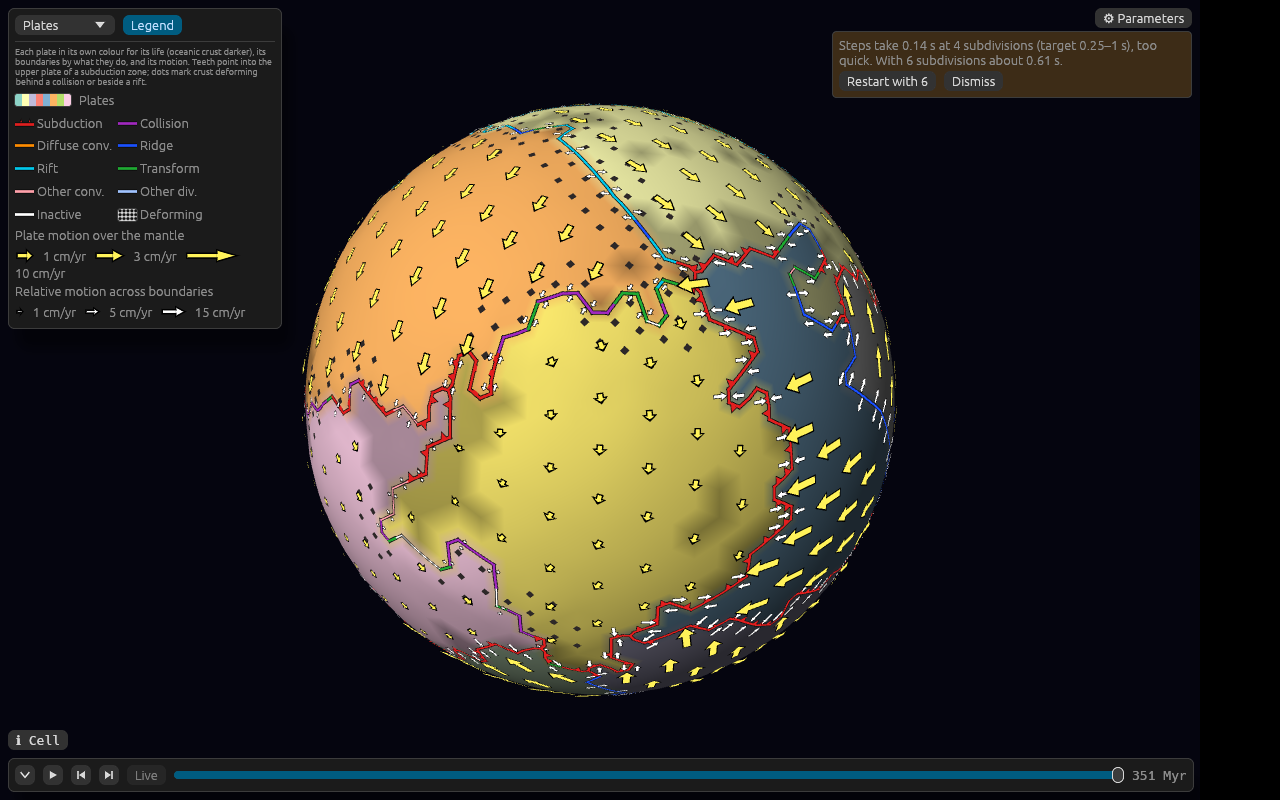 Plates
Legend
Each plate in its own colour for its life (oceanic crust darker), its
boundaries by what they do, and its motion. Teeth point into the
upper plate of a subduction zone; dots mark crust deforming
behind a collision or beside a rift.
Plates
Subduction Collision
Diffuse conv. Ridge
Rift Transform
Other conv. Other div.
Inactive Deforming
Plate motion over the mantle
1 cm/yr 3 cm/yr
10 cm/yr
Relative motion across boundaries
1 cm/yr 5 cm/yr 15 cm/yr
⚙ Parameters
Steps take 0.14 s at 4 subdivisions (target 0.25–1 s), too
quick. With 6 subdivisions about 0.61 s.
Restart with 6 Dismiss
ℹ Cell
Live
351 Myr